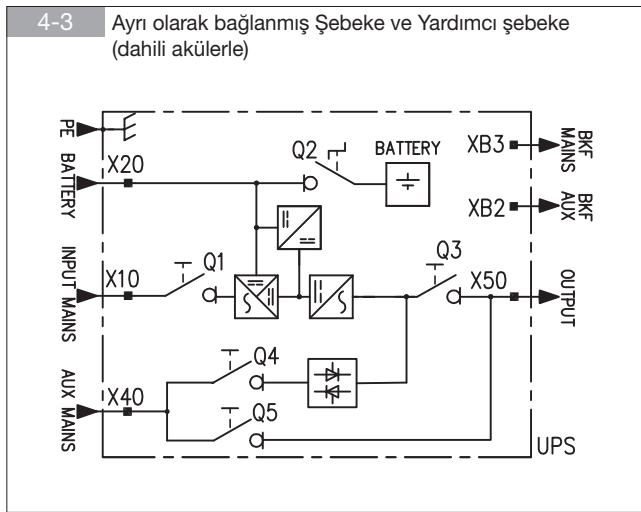 4-3
Ayrı olarak bağlanmış Şebeke ve Yardımcı şebeke
(dahili akülerle)
PE
BATTERY
X20
Q2
BATTERY
XB3
BKF
MAINS
XB2
BKF
AUX
INPUT MAINS
X10
Q1
Q3
X50
OUTPUT
AUX MAINS
X40
Q4
Q5
UPS